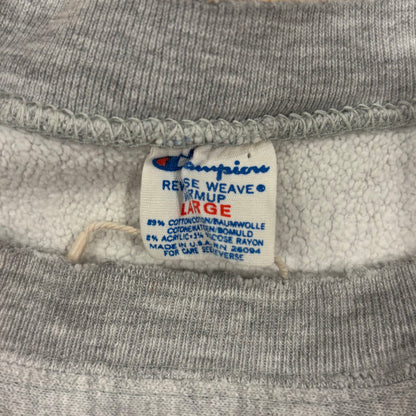 Champion
REVERSE WEAVE®
WARMUP
LARGE
89% COTTON/COTON/BAUMWOLLE
COTONE/KATOEN/BOMULD
8% ACRYLIC · 3% VISCOSE RAYON
MADE IN U.S.A. RN 26094
FOR CARE SEE REVERSE